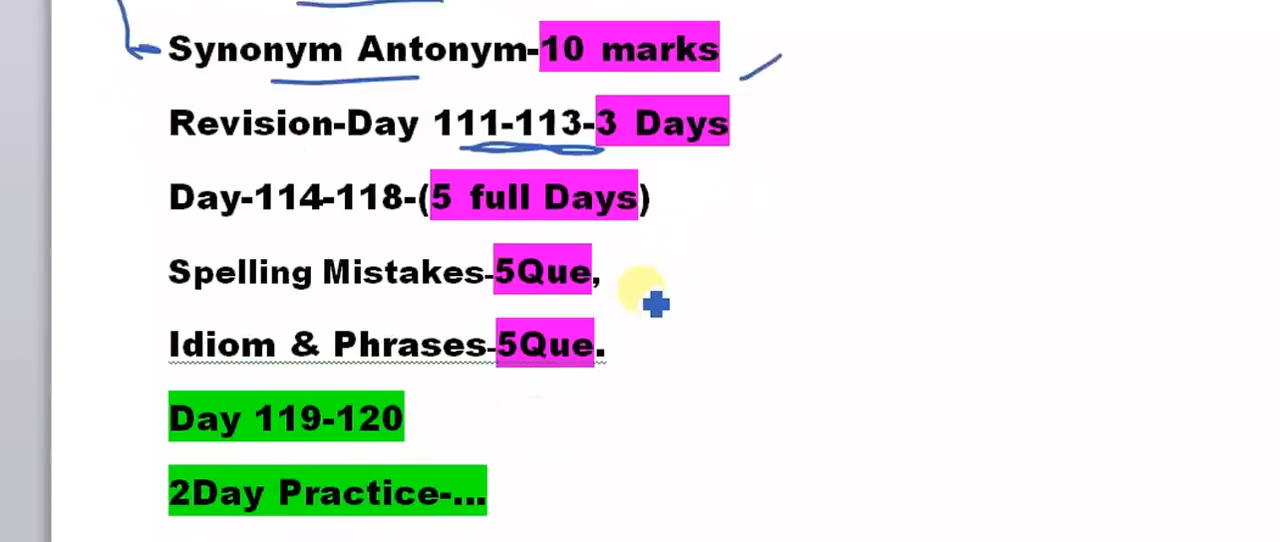 Synonym Antonym-10 marks
Revision-Day 111-113-3 Days
Day-114-118-(5 full Days)
Spelling Mistakes-5Que,
Idiom & Phrases-5Que.
Day 119-120
2Day Practice-...